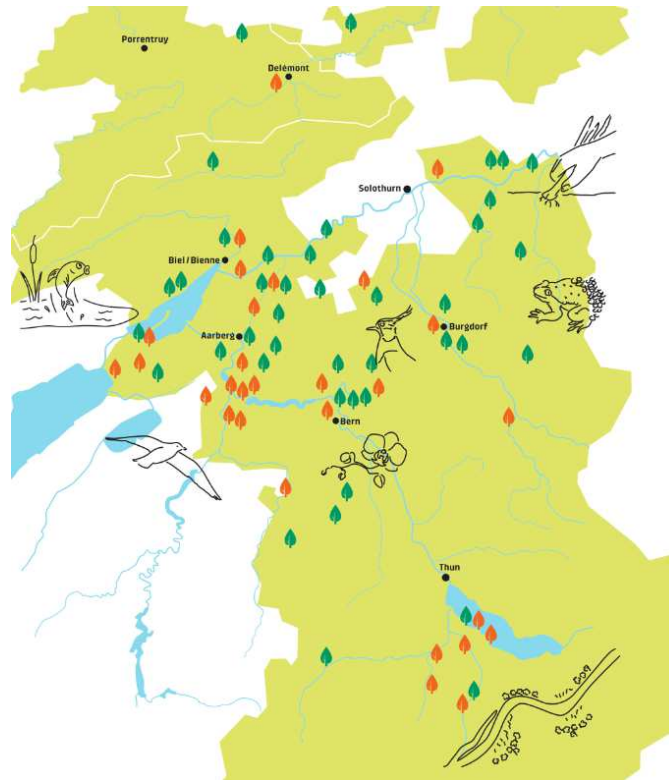 Porrentruy
Delémont
Solothurn
Biel/Bienne
Aarberg
Burgdorf
Bern
Thun